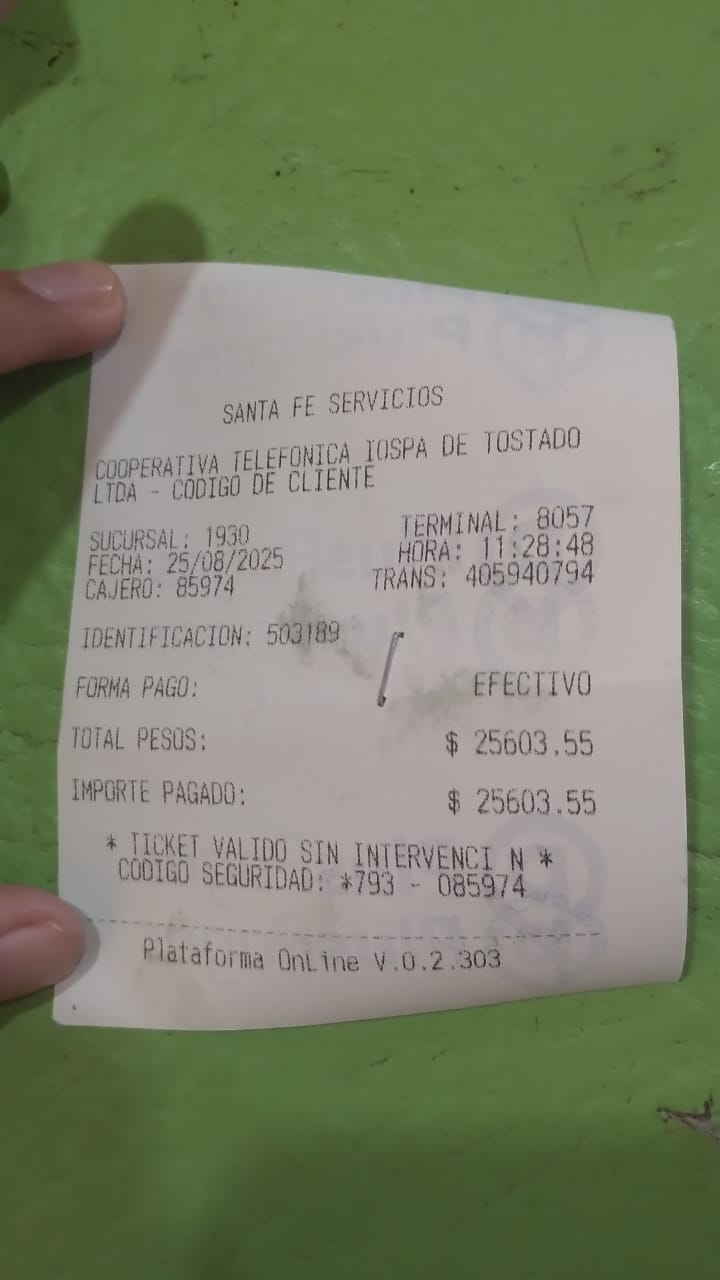 SANTA FE SERVICIOS
COOPERATIVA TELEFONICA IOSPA DE TOSTADO
LTDA - CODIGO DE CLIENTE
SUCURSAL: 1930 TERMINAL: 8057
FECHA: 25/08/2025 HORA: 11:28:48
CAJERO: 85974 TRANS: 405940794
IDENTIFICACION: 503189
FORMA PAGO: EFECTIVO
TOTAL PESOS: $ 25603.55
IMPORTE PAGADO: $ 25603.55
* TICKET VALIDO SIN INTERVENCI N *
CODIGO SEGURIDAD: *793 - 085974
Plataforma OnLine V.0.2.303